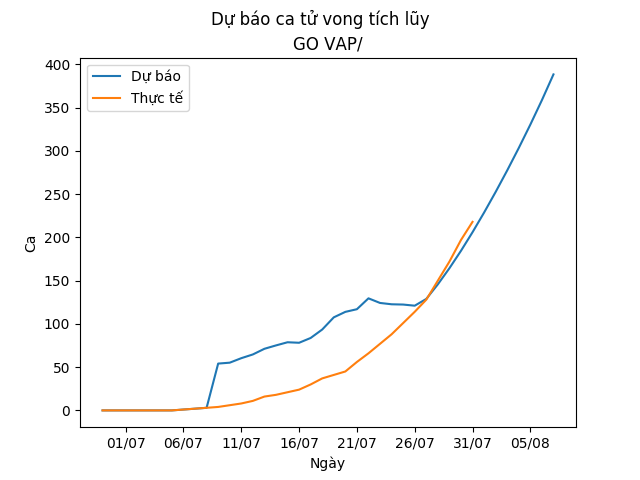 Dự báo ca tử vong tích lũy
GO VAP/
Dự báo
Thực tế
400
350
300
250
200
150
100
50
0
Ca
01/07 06/07 11/07 16/07 21/07 26/07 31/07 05/08
Ngày